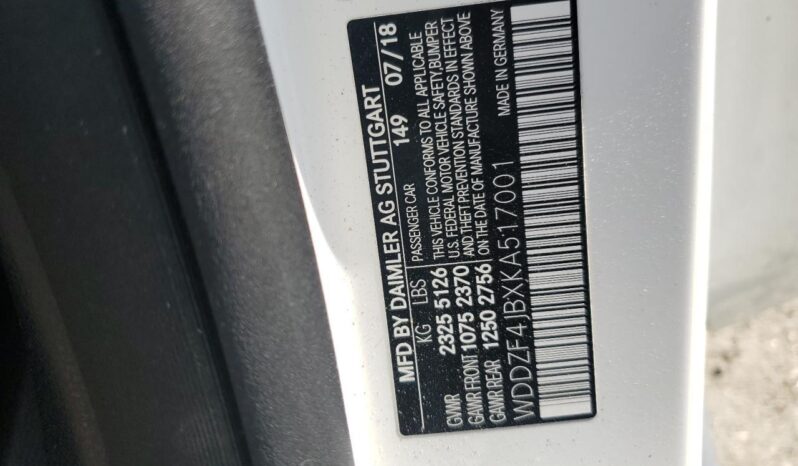 MFD BY DAIMLER AG STUTTGART
149 07/18
KG LBS PASSENGER CAR
GVWR 2325 5126
GAWR FRONT 1075 2370
GAWR REAR 1250 2756
THIS VEHICLE CONFORMS TO ALL APPLICABLE
U.S. FEDERAL MOTOR VEHICLE SAFETY,BUMPER
AND THEFT PREVENTION STANDARDS IN EFFECT
ON THE DATE OF MANUFACTURE SHOWN ABOVE
WDDZF4JBXKA517001 MADE IN GERMANY